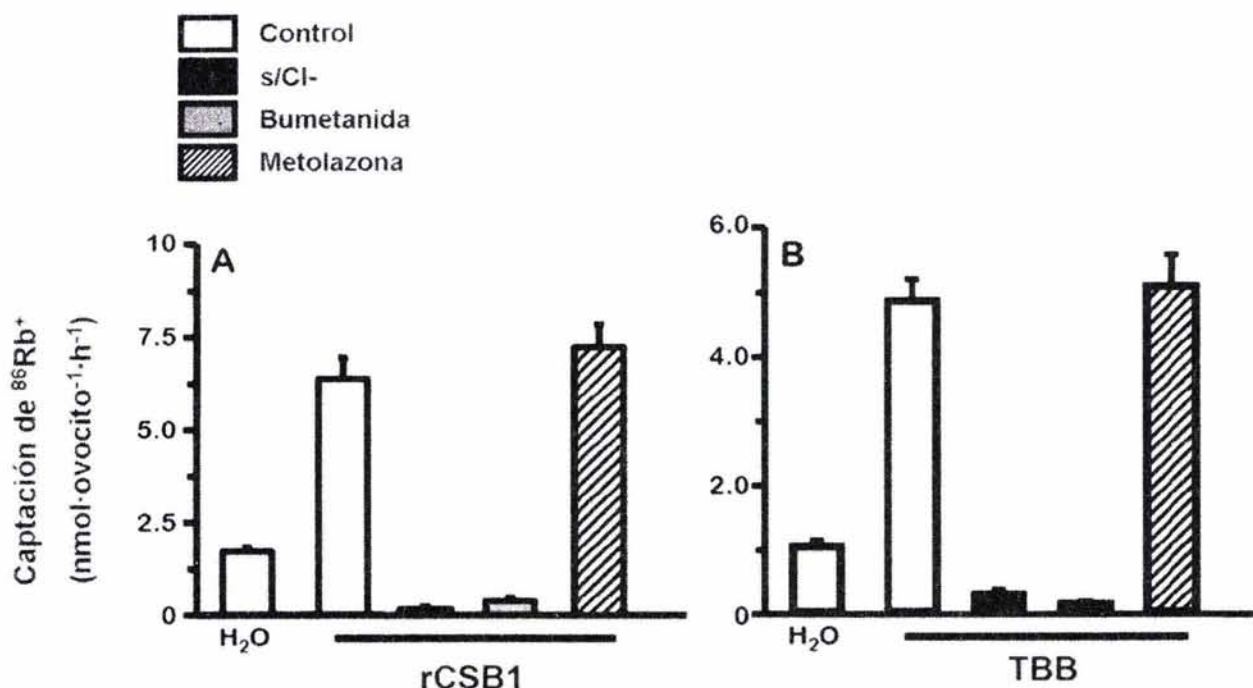 Control
s/Cl-
Bumetanida
Metolazona
Captación de ⁸⁶Rb⁺
(nmol·ovocito⁻¹·h⁻¹)
A
10
7.5
5.0
2.5
0
H₂O
rCSB1
B
6.0
4.0
2.0
0
H₂O
TBB